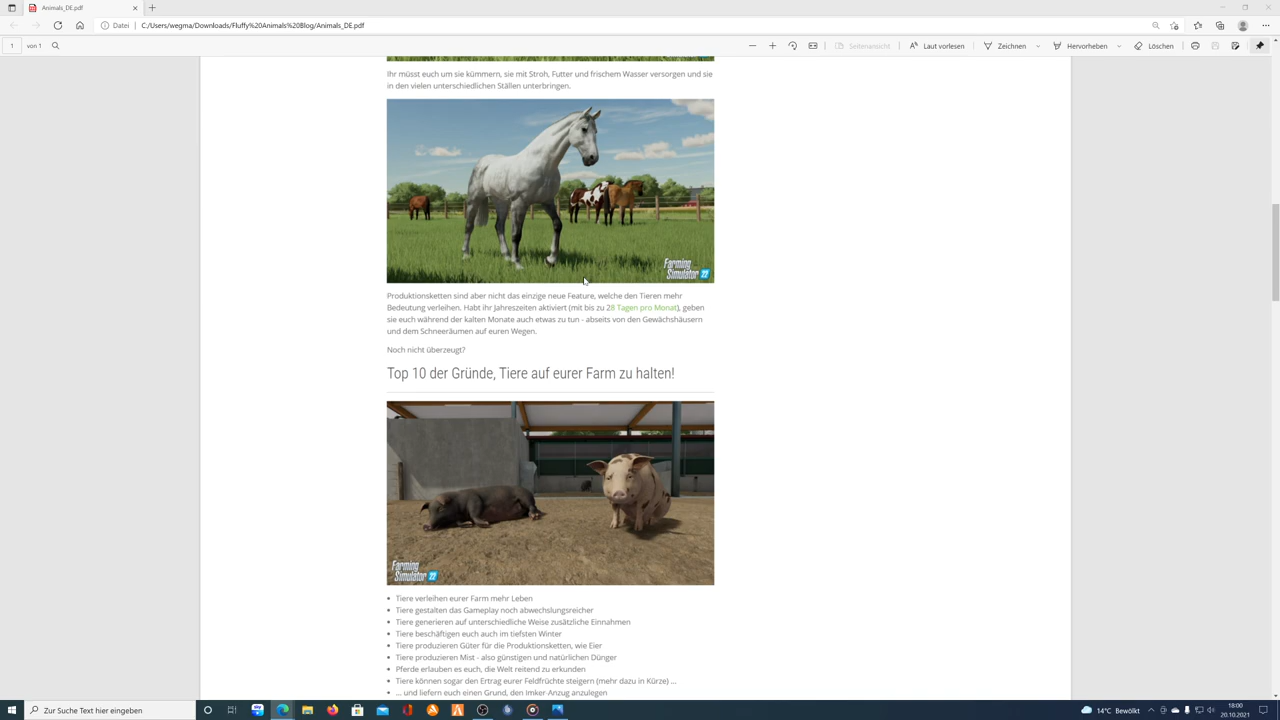 Animals_DE.pdf
Datei C:/Users/wegma/Downloads/Fluffy%20Animals%20Blog/Animals_DE.pdf
1 von 1 Seitenansicht Laut vorlesen Zeichnen Hervorheben Löschen
Ihr müsst euch um sie kümmern, sie mit Stroh, Futter und frischem Wasser versorgen und sie
in den vielen unterschiedlichen Ställen unterbringen.
Farming
Simulator 22
Produktionsketten sind aber nicht das einzige neue Feature, welche den Tieren mehr
Bedeutung verleihen. Habt ihr Jahreszeiten aktiviert (mit bis zu 28 Tagen pro Monat), geben
sie euch während der kalten Monate auch etwas zu tun - abseits von den Gewächshäusern
und dem Schneeräumen auf euren Wegen.
Noch nicht überzeugt?
Top 10 der Gründe, Tiere auf eurer Farm zu halten!
Farming
Simulator 22
• Tiere verleihen eurer Farm mehr Leben
• Tiere gestalten das Gameplay noch abwechslungsreicher
• Tiere generieren auf unterschiedliche Weise zusätzliche Einnahmen
• Tiere beschäftigen euch auch im tiefsten Winter
• Tiere produzieren Güter für die Produktionsketten, wie Eier
• Tiere produzieren Mist - also günstigen und natürlichen Dünger
• Pferde erlauben es euch, die Welt reitend zu erkunden
• Tiere können sogar den Ertrag eurer Feldfrüchte steigern (mehr dazu in Kürze) ...
• ... und liefern euch einen Grund, den Imker-Anzug anzulegen
Zur Suche Text hier eingeben
14°C Bewölkt
18:00
20.10.2021